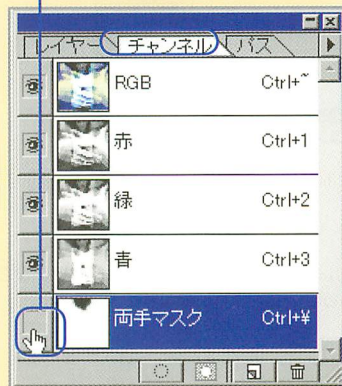 レイヤー チャンネル パス
RGB Ctrl+~
赤 Ctrl+1
緑 Ctrl+2
青 Ctrl+3
両手マスク Ctrl+¥